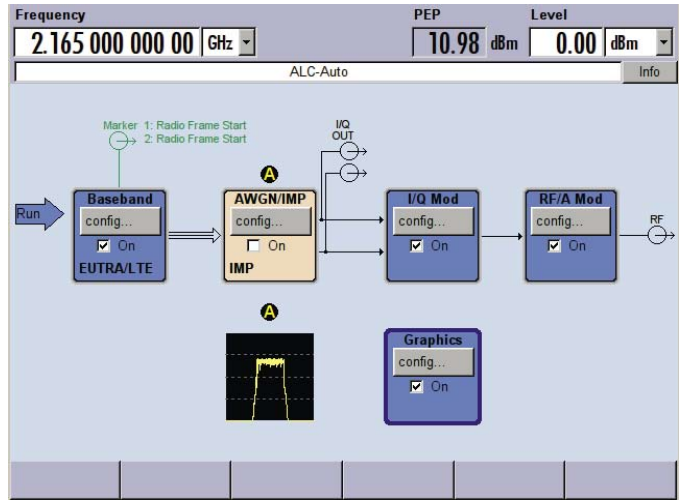 Frequency
PEP
Level
2.165 000 000 00 GHz
10.98 dBm
0.00 dBm
ALC-Auto
Info
Marker 1: Radio Frame Start
2: Radio Frame Start
I/Q
OUT
A
Run
Baseband
config...
On
EUTRA/LTE
AWGN/IMP
config...
On
IMP
I/Q Mod
config...
On
RF/A Mod
config...
On
RF
A
Graphics
config...
On